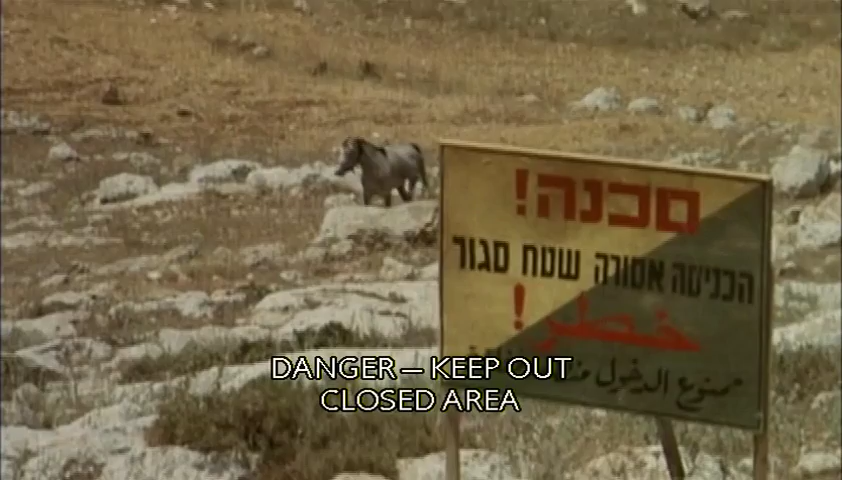 סכנה!
הכניסה אסורה שטח סגור
خطر!
ممنوع الدخول
DANGER – KEEP OUT
CLOSED AREA